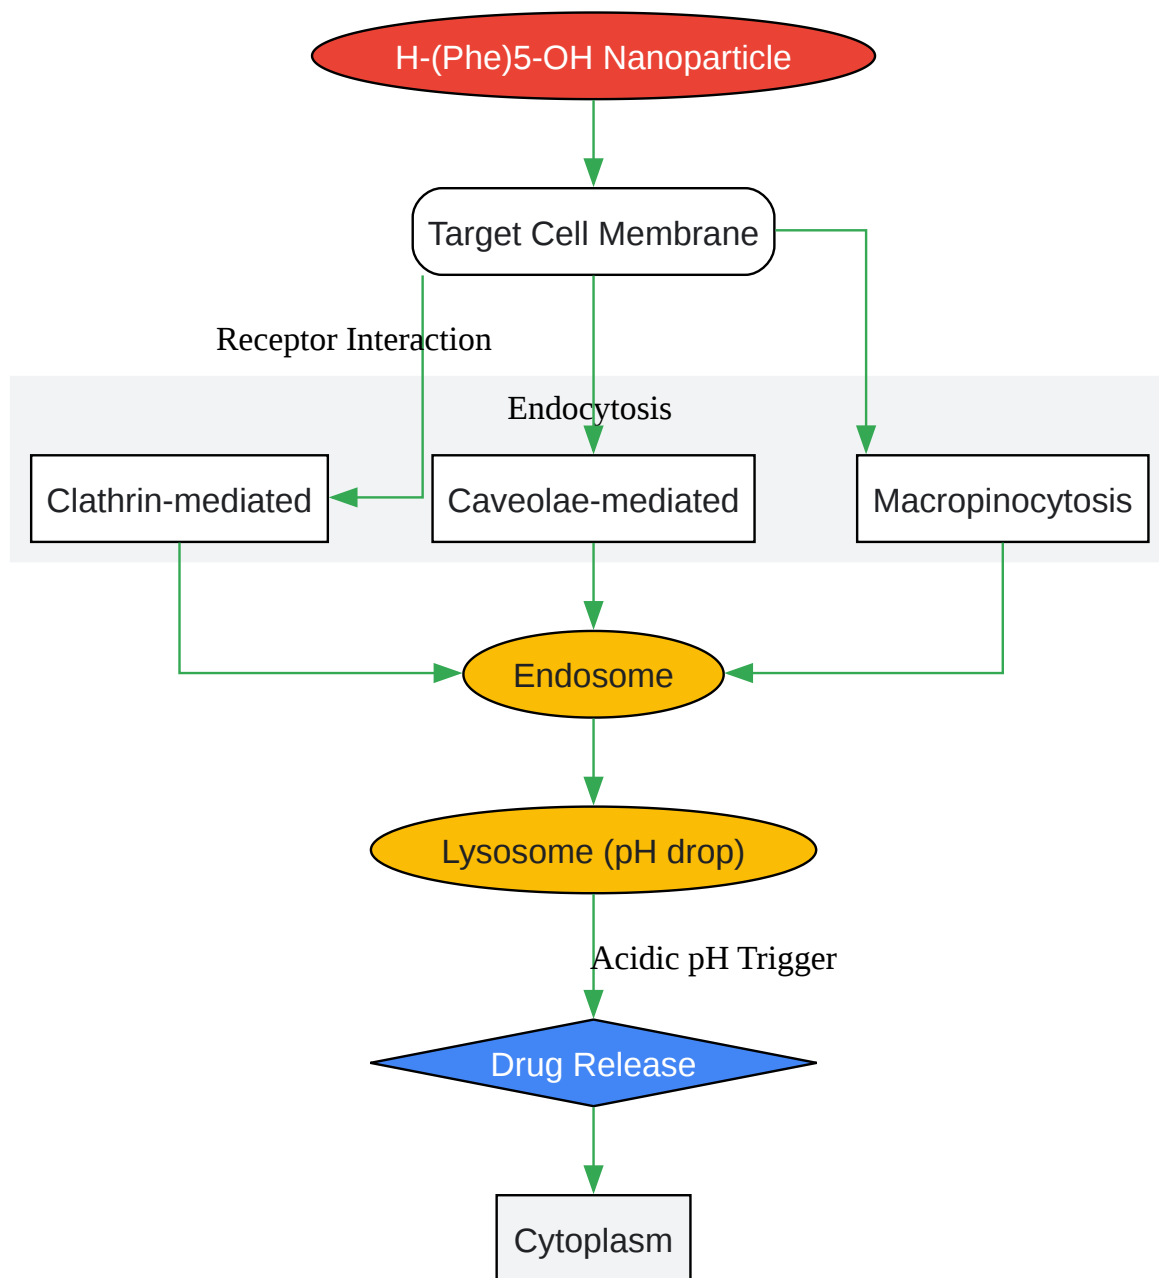 H-(Phe)5-OH Nanoparticle
Target Cell Membrane
Receptor Interaction
Endocytosis
Clathrin-mediated
Caveolae-mediated
Macropinocytosis
Endosome
Lysosome (pH drop)
Acidic pH Trigger
Drug Release
Cytoplasm